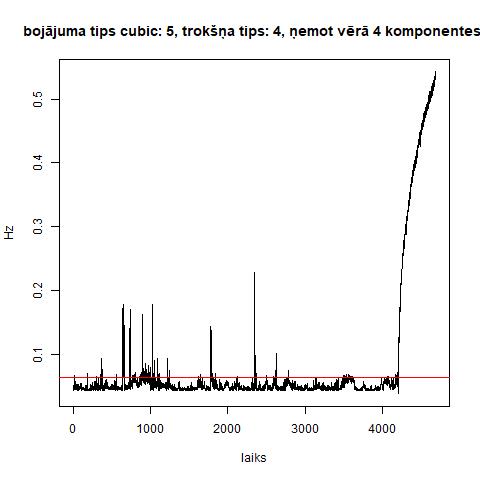 bojājuma tips cubic: 5, trokšņa tips: 4, ņemot vērā 4 komponentes
0.5
0.4
0.3
0.2
0.1
Hz
0 1000 2000 3000 4000
laiks